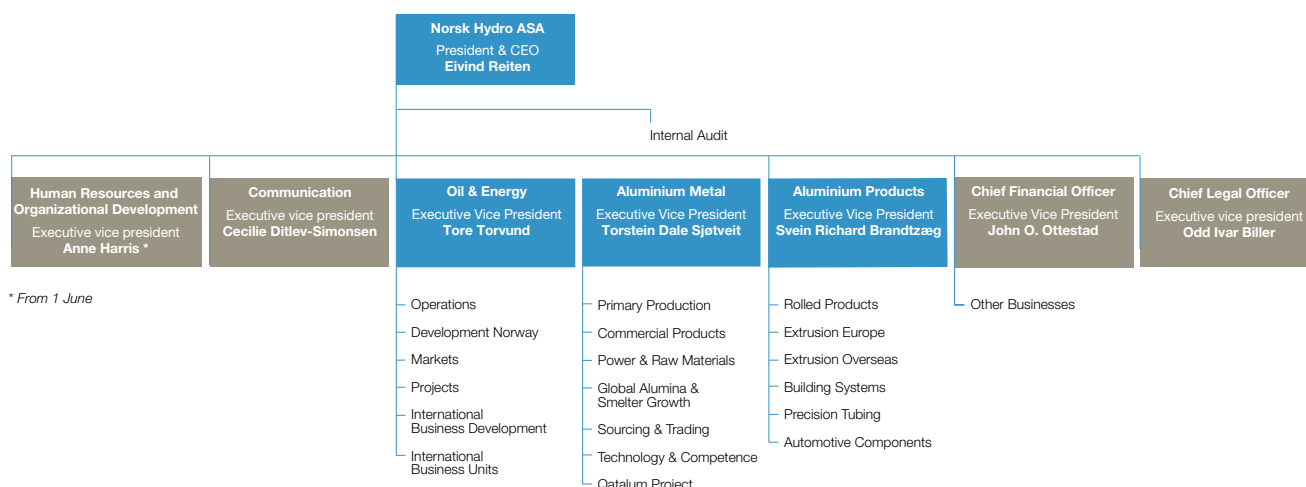 Norsk Hydro ASA
President & CEO
Eivind Reiten
Internal Audit
Human Resources and
Organizational Development
Executive vice president
Anne Harris *
Communication
Executive vice president
Cecilie Ditlev-Simonsen
Oil & Energy
Executive Vice President
Tore Torvund
Aluminium Metal
Executive Vice President
Torstein Dale Sjøtveit
Aluminium Products
Executive Vice President
Svein Richard Brandtzæg
Chief Financial Officer
Executive Vice President
John O. Ottestad
Chief Legal Officer
Executive vice president
Odd Ivar Biller
* From 1 June
Operations
Development Norway
Markets
Projects
International
Business Development
International
Business Units
Primary Production
Commercial Products
Power & Raw Materials
Global Alumina &
Smelter Growth
Sourcing & Trading
Technology & Competence
Qatalum Project
Rolled Products
Extrusion Europe
Extrusion Overseas
Building Systems
Precision Tubing
Automotive Components
Other Businesses